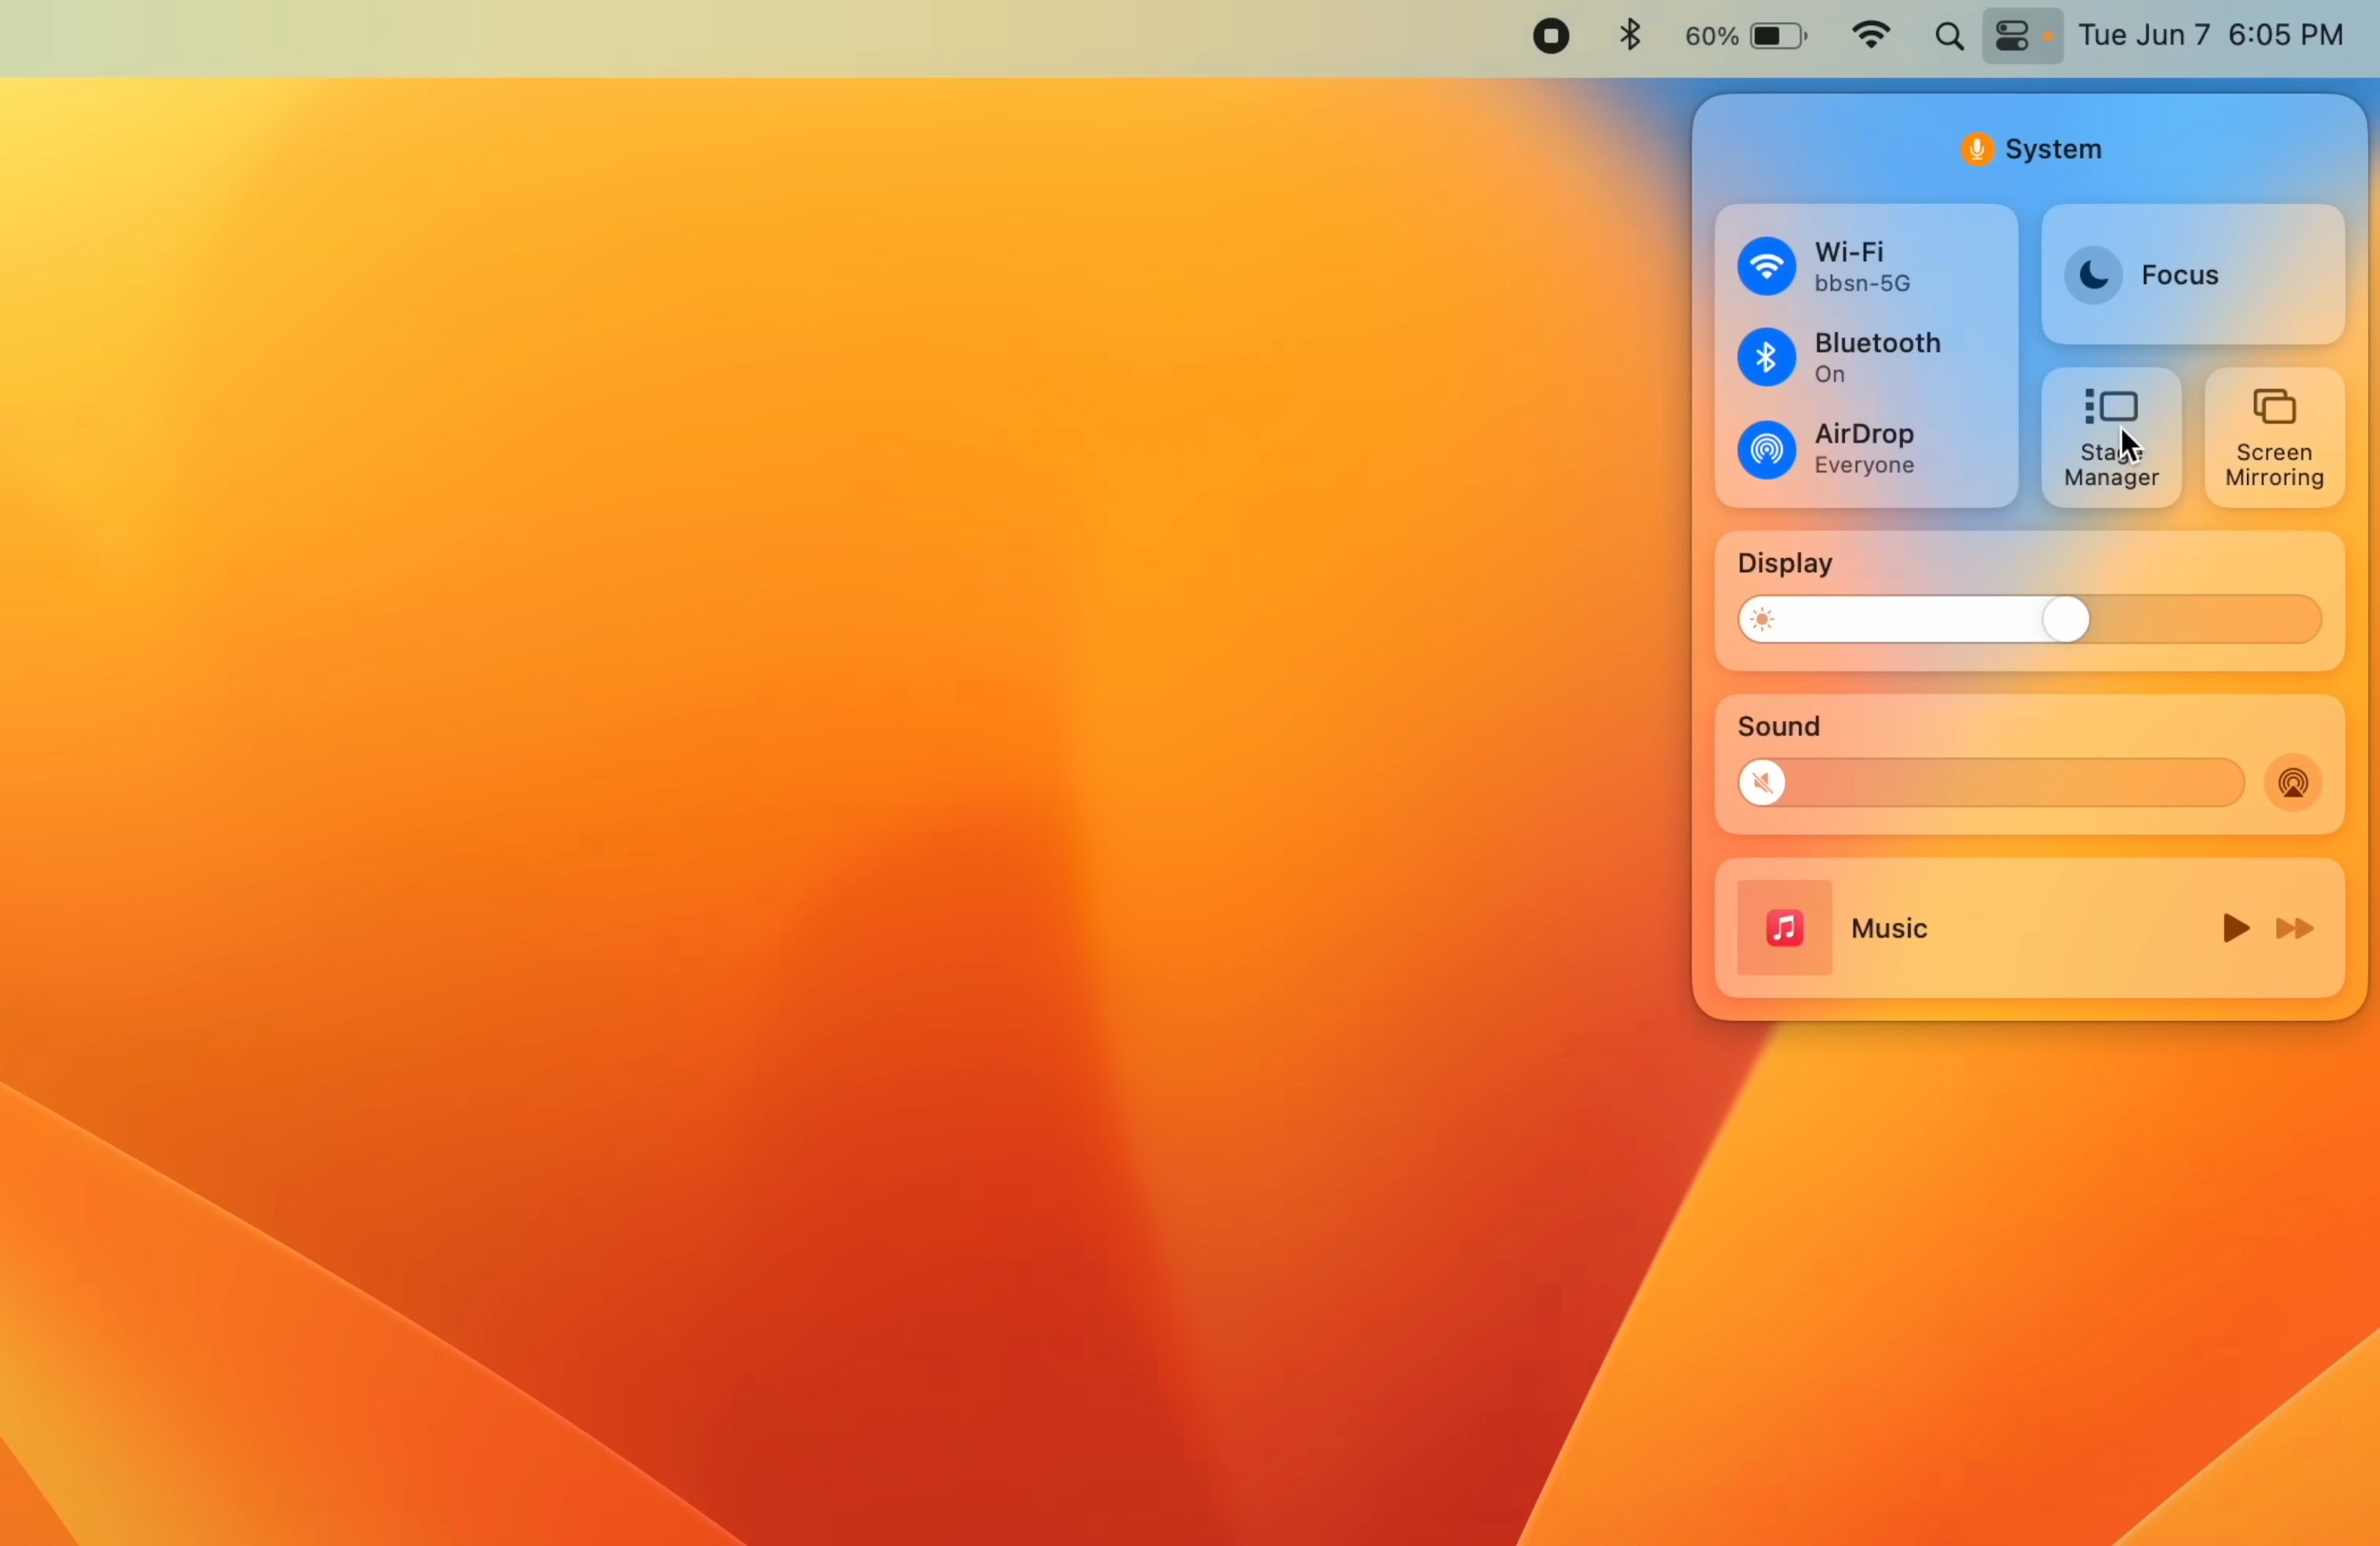 60% Tue Jun 7 6:05 PM
System
Wi-Fi
bbsn-5G
Focus
Bluetooth
On
AirDrop
Everyone
Stage
Manager
Screen
Mirroring
Display
Sound
Music